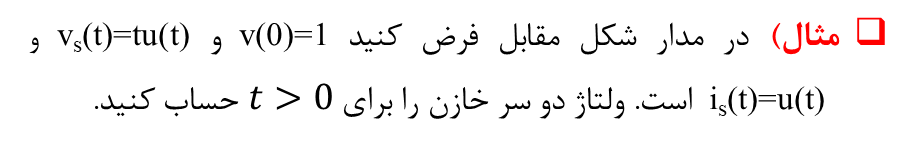 ❑ مثال) در مدار شکل مقابل فرض کنید v(0)=1 و vₛ(t)=tu(t) و
iₛ(t)=u(t) است. ولتاژ دو سر خازن را برای t > 0 حساب کنید.